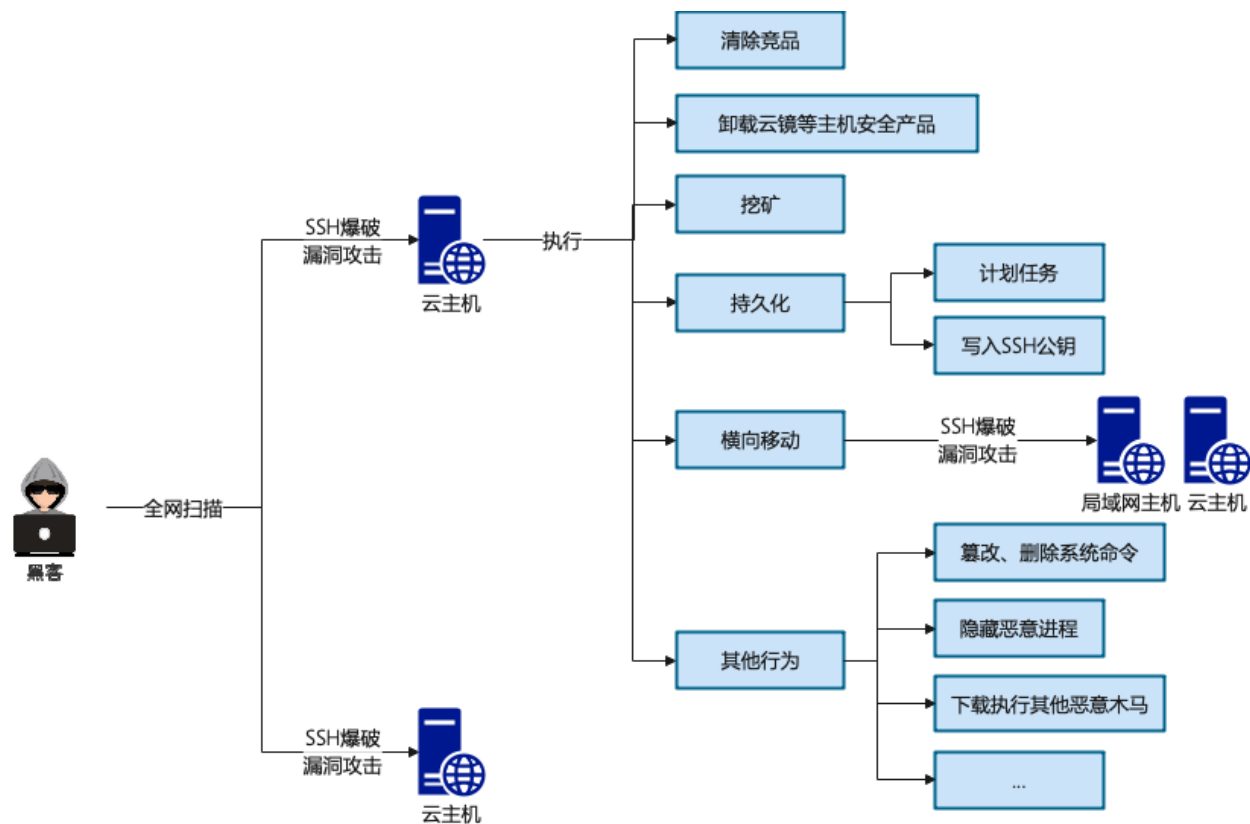 清除竞品
卸载云镜等主机安全产品
挖矿
SSH爆破
漏洞攻击
云主机
执行
持久化
计划任务
写入SSH公钥
横向移动
SSH爆破
漏洞攻击
局域网主机
云主机
黑客
全网扫描
其他行为
篡改、删除系统命令
隐藏恶意进程
下载执行其他恶意木马
...
SSH爆破
漏洞攻击
云主机